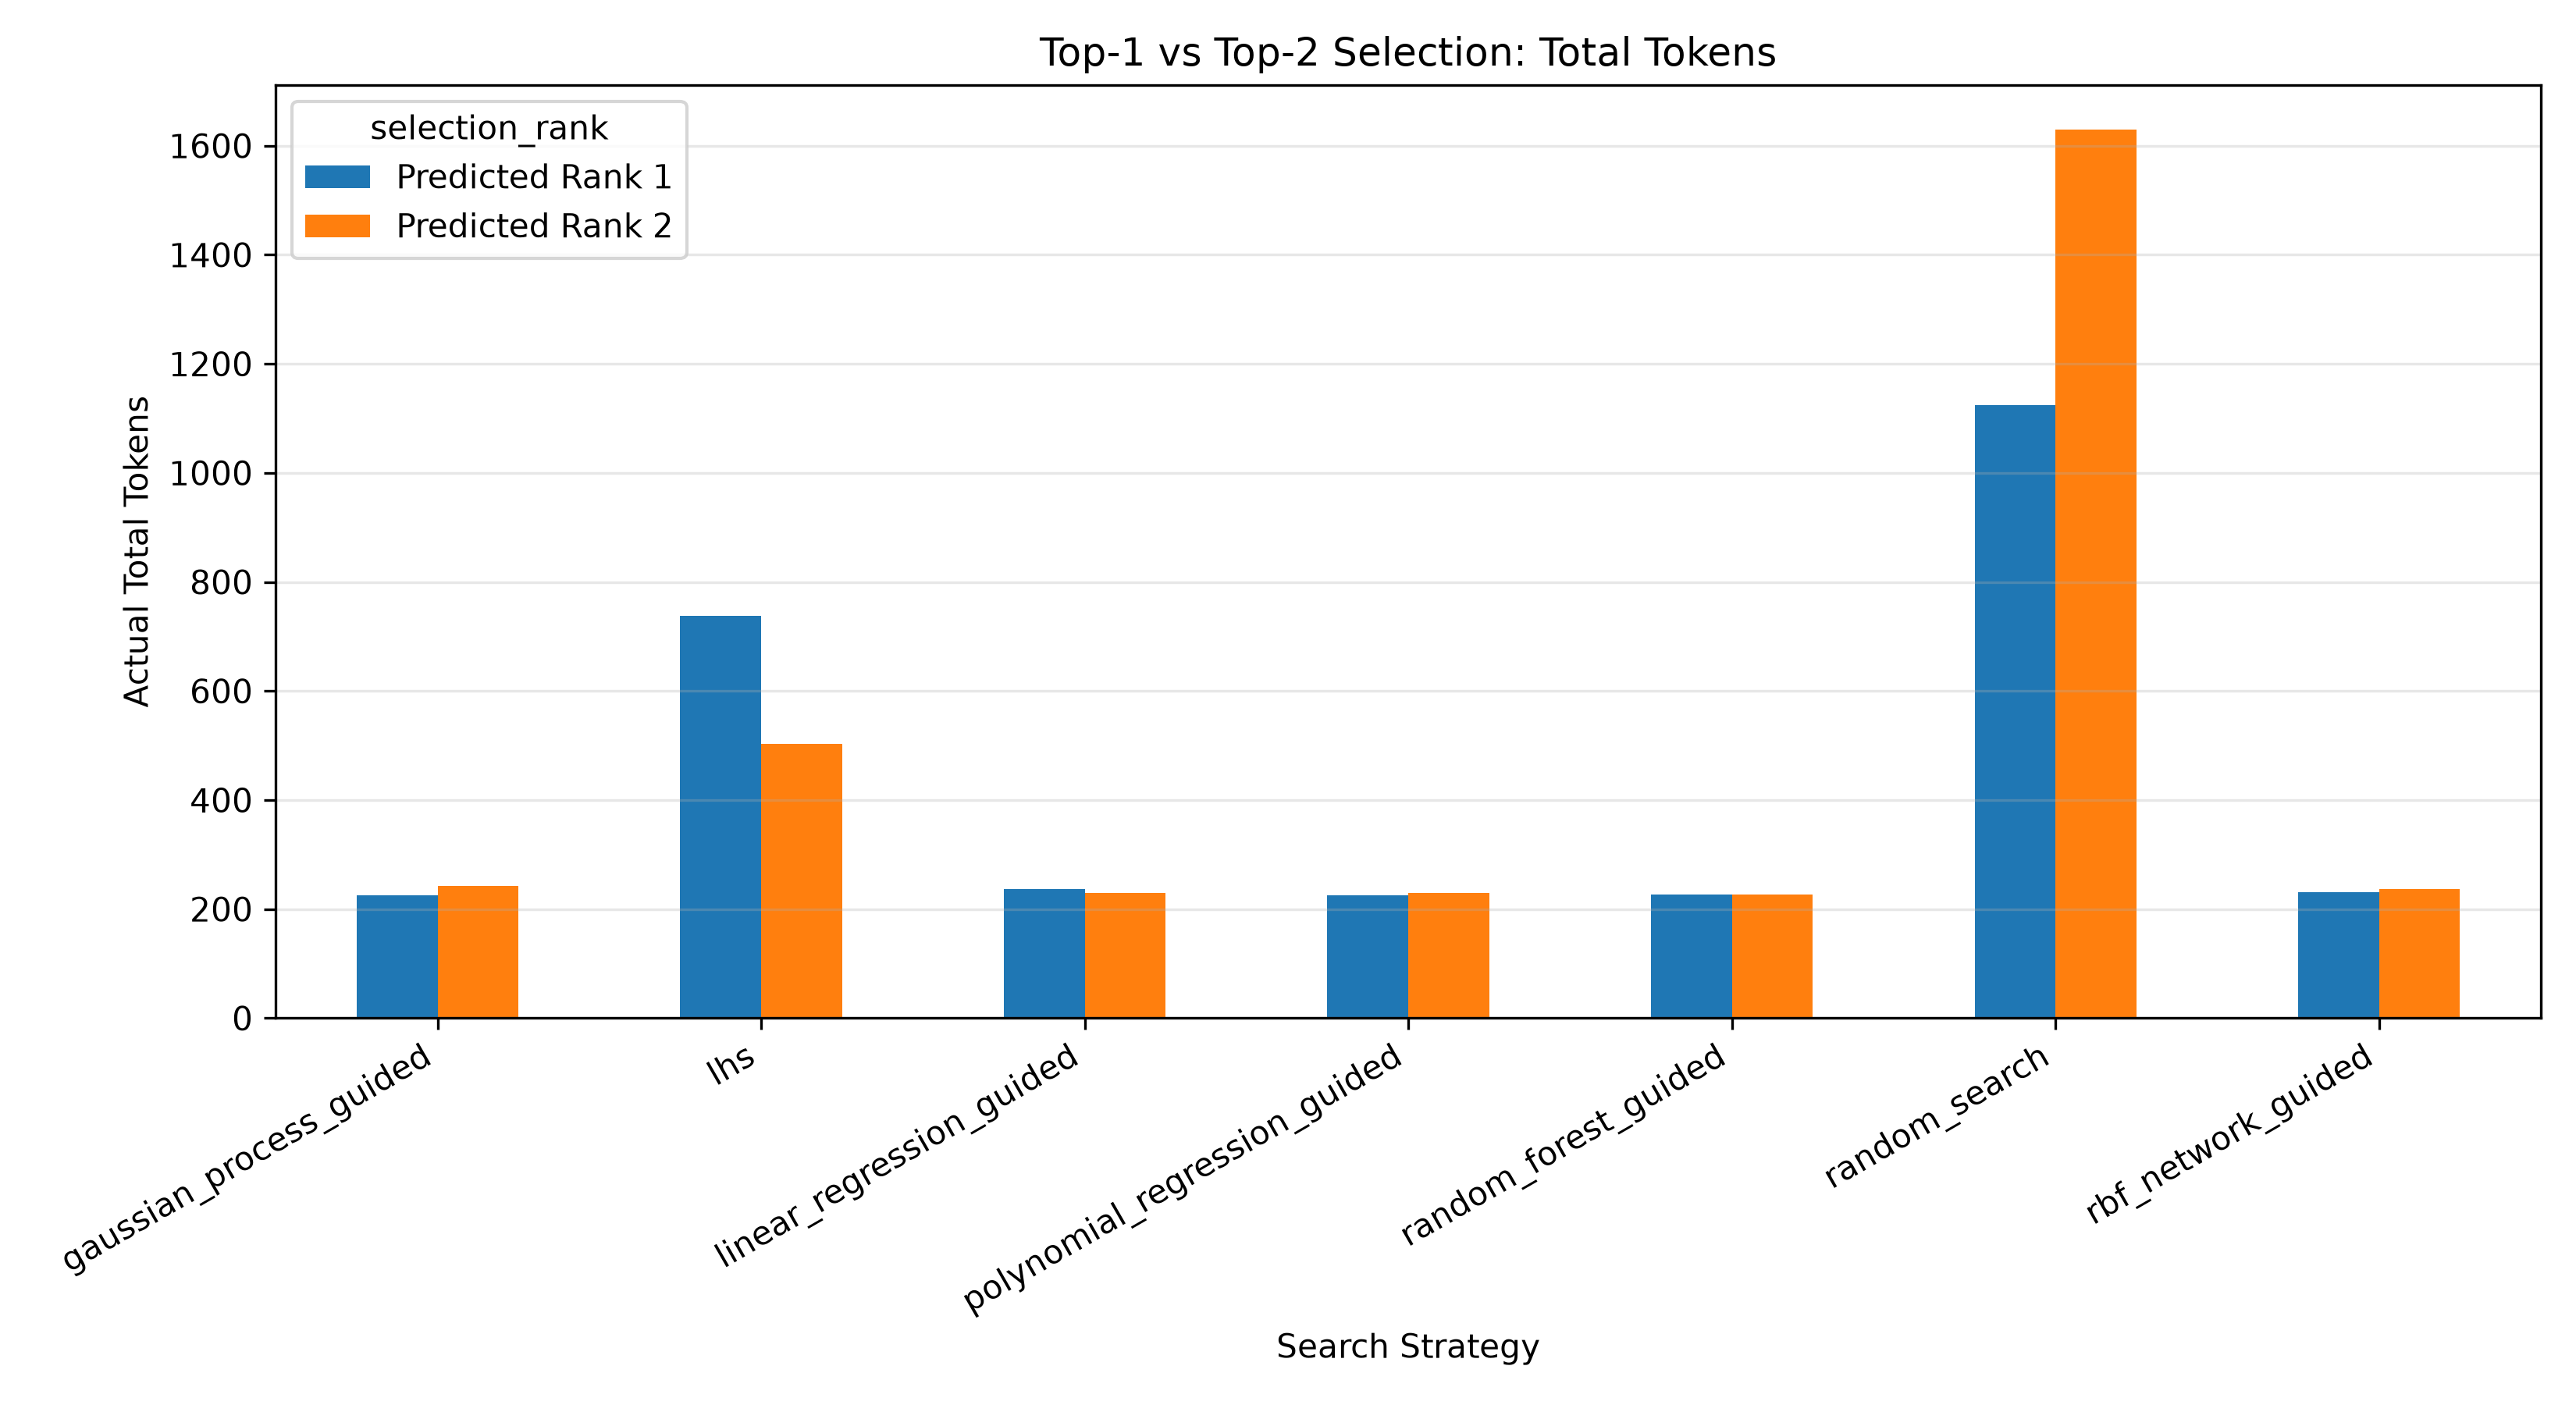 Top-1 vs Top-2 Selection: Total Tokens
selection_rank
Predicted Rank 1
Predicted Rank 2
Actual Total Tokens
1600
1400
1200
1000
800
600
400
200
0
gaussian_process_guided
lhs
linear_regression_guided
polynomial_regression_guided
random_forest_guided
random_search
rbf_network_guided
Search Strategy